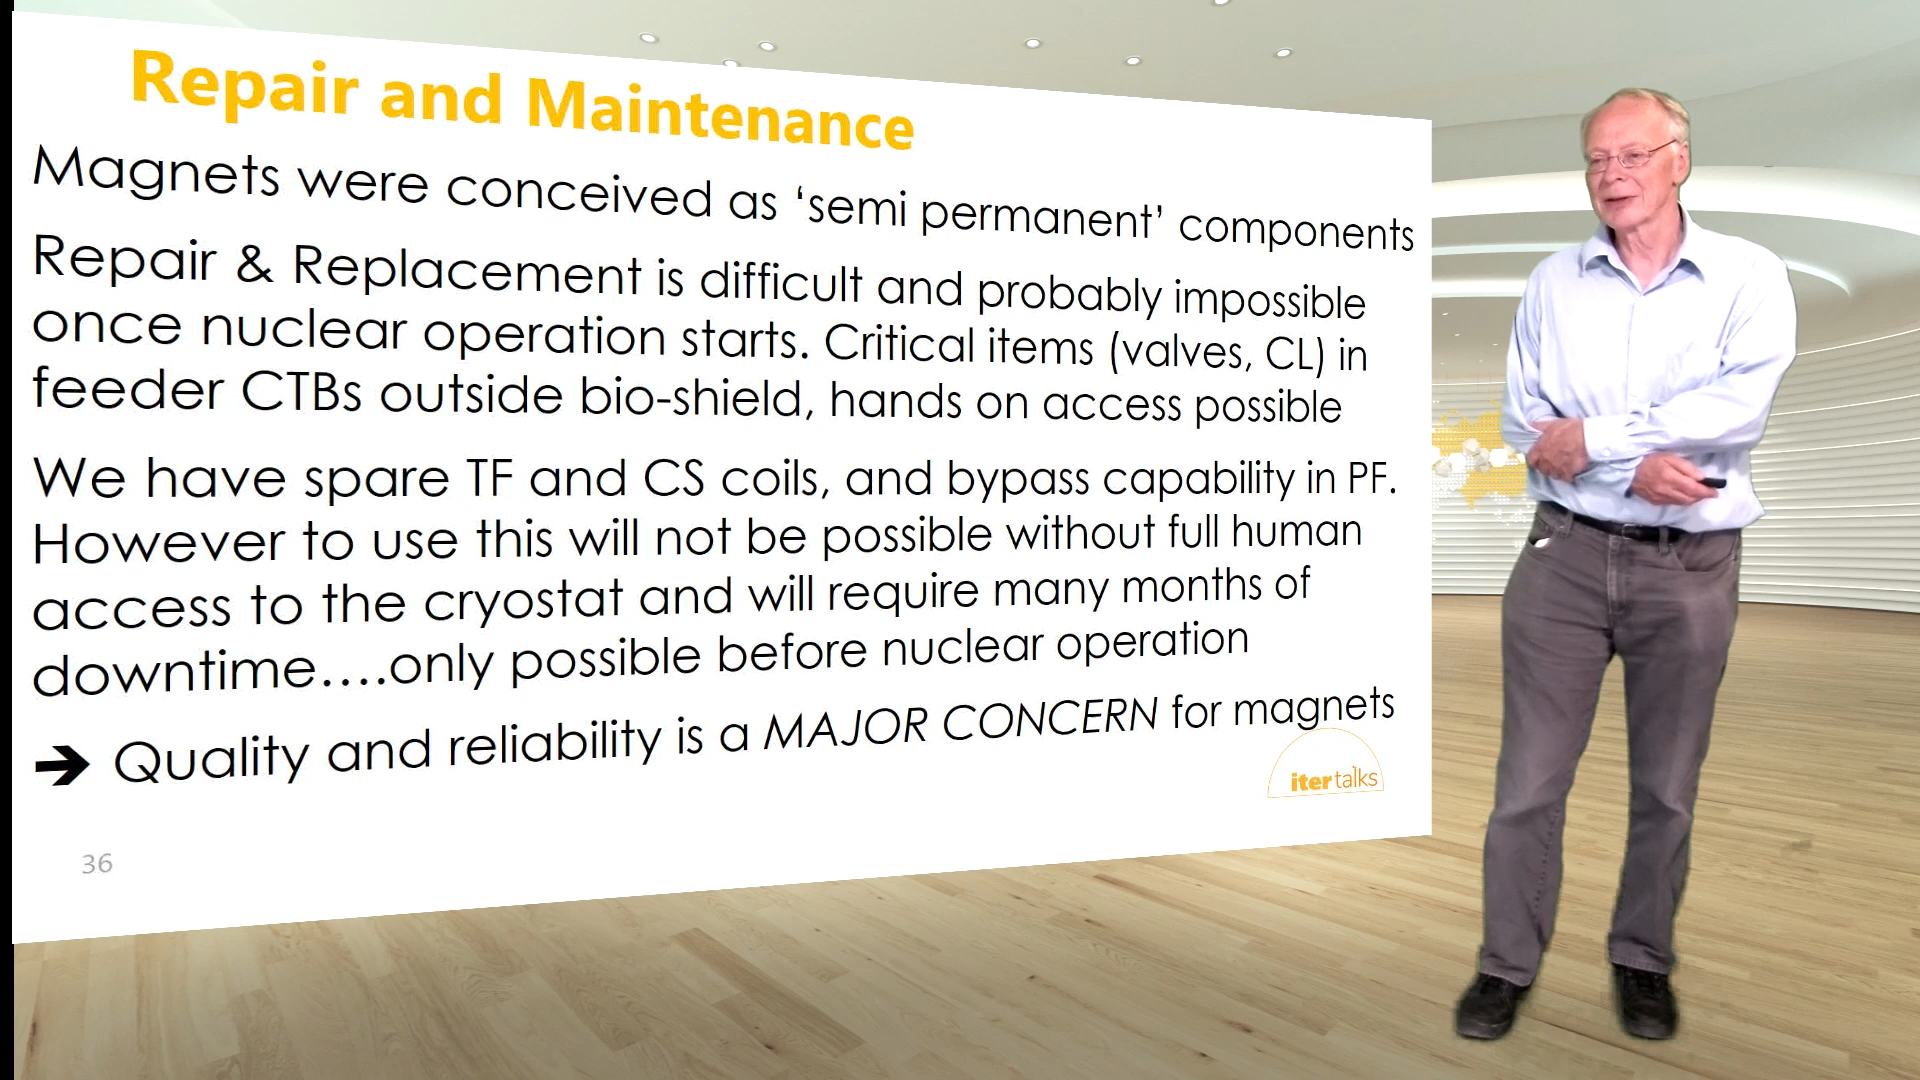 Repair and Maintenance
Magnets were conceived as ‘semi permanent’ components
Repair & Replacement is difficult and probably impossible
once nuclear operation starts. Critical items (valves, CL) in
feeder CTBs outside bio-shield, hands on access possible
We have spare TF and CS coils, and bypass capability in PF.
However to use this will not be possible without full human
access to the cryostat and will require many months of
downtime….only possible before nuclear operation
➔ Quality and reliability is a MAJOR CONCERN for magnets
itertalks
36